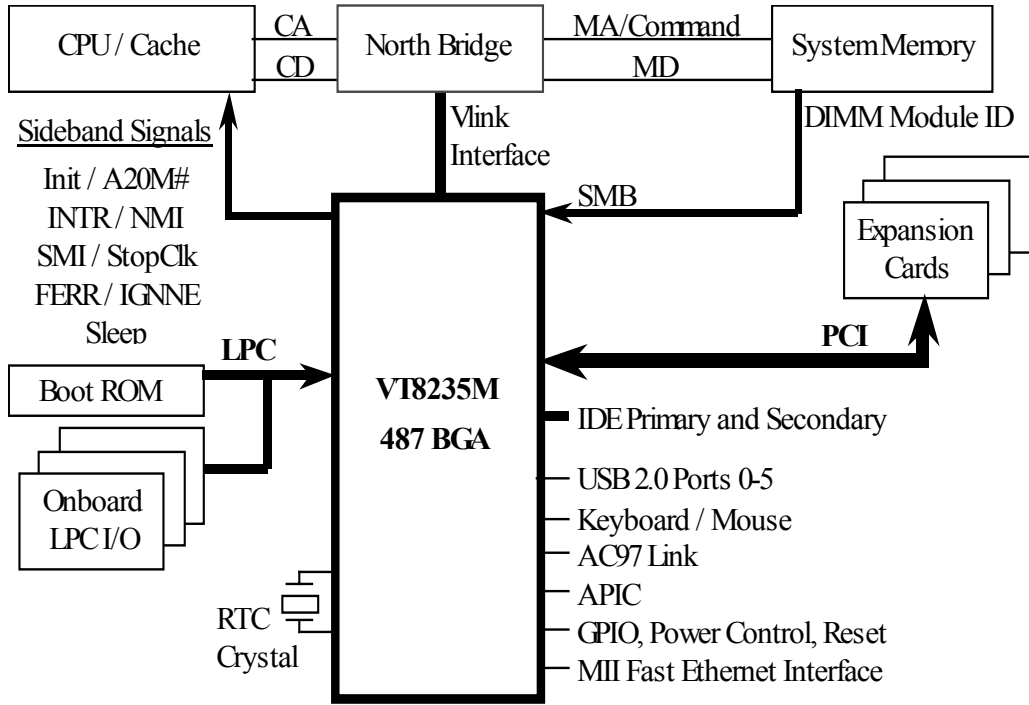 CPU / Cache
CA
CD
North Bridge
MA/Command
MD
System Memory
Sideband Signals
Init / A20M#
INTR / NMI
SMI / StopClk
FERR / IGNNE
Sleep
Vlink
Interface
DIMM Module ID
SMB
Expansion
Cards
PCI
LPC
Boot ROM
Onboard
LPC I/O
RTC
Crystal
VT8235M
487 BGA
IDE Primary and Secondary
USB 2.0 Ports 0-5
Keyboard / Mouse
AC97 Link
APIC
GPIO, Power Control, Reset
MII Fast Ethernet Interface